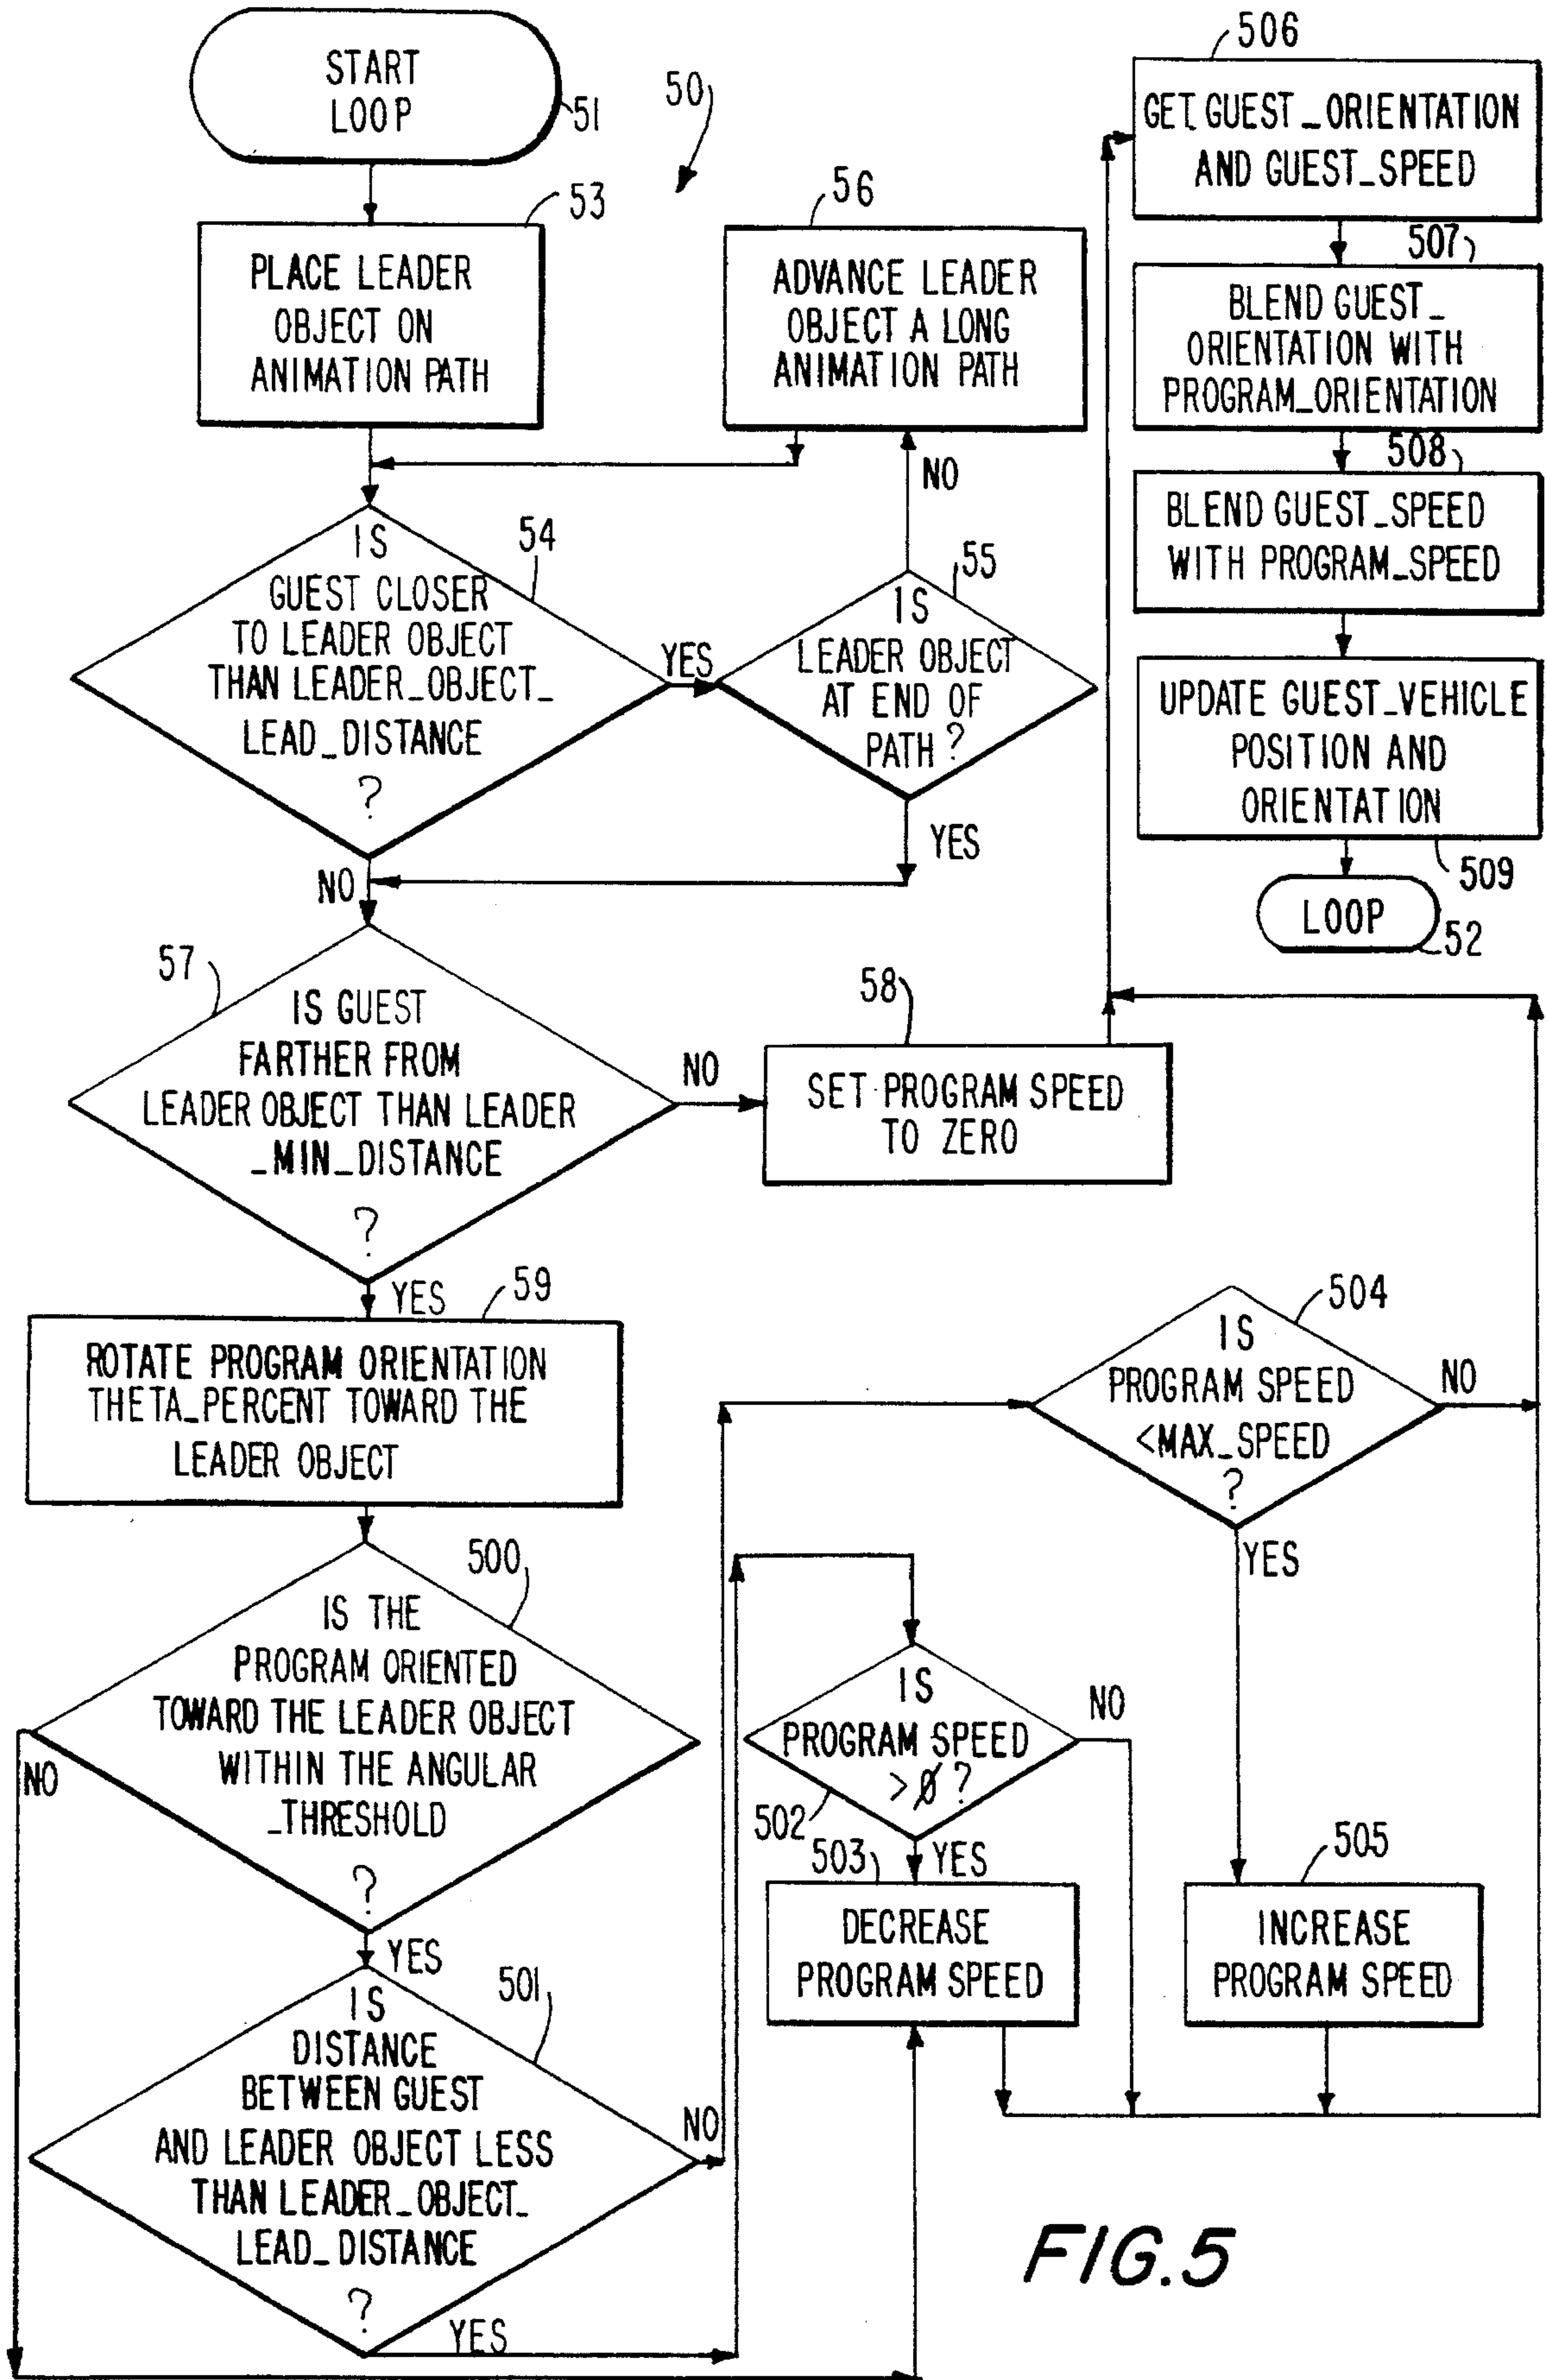 START
LOOP
51
50
53
PLACE LEADER
OBJECT ON
ANIMATION PATH
56
ADVANCE LEADER
OBJECT A LONG
ANIMATION PATH
NO
54
IS
GUEST CLOSER
TO LEADER OBJECT
THAN LEADER_OBJECT_
LEAD_DISTANCE
?
YES
55
IS
LEADER OBJECT
AT END OF
PATH?
YES
NO
57
IS GUEST
FARTHER FROM
LEADER OBJECT THAN LEADER
_MIN_DISTANCE
?
NO
58
SET PROGRAM SPEED
TO ZERO
YES
59
ROTATE PROGRAM ORIENTATION
THETA_PERCENT TOWARD THE
LEADER OBJECT
500
IS THE
PROGRAM ORIENTED
TOWARD THE LEADER OBJECT
WITHIN THE ANGULAR
_THRESHOLD
?
NO
YES
501
IS
DISTANCE
BETWEEN GUEST
AND LEADER OBJECT LESS
THAN LEADER_OBJECT_
LEAD_DISTANCE
?
NO
YES
IS
PROGRAM SPEED
>Ø?
502
NO
YES
503
DECREASE
PROGRAM SPEED
504
IS
PROGRAM SPEED
<MAX_SPEED
?
NO
YES
505
INCREASE
PROGRAM SPEED
506
GET GUEST_ORIENTATION
AND GUEST_SPEED
507
BLEND GUEST_
ORIENTATION WITH
PROGRAM_ORIENTATION
508
BLEND GUEST_SPEED
WITH PROGRAM_SPEED
UPDATE GUEST_VEHICLE
POSITION AND
ORIENTATION
509
LOOP
52
FIG.5